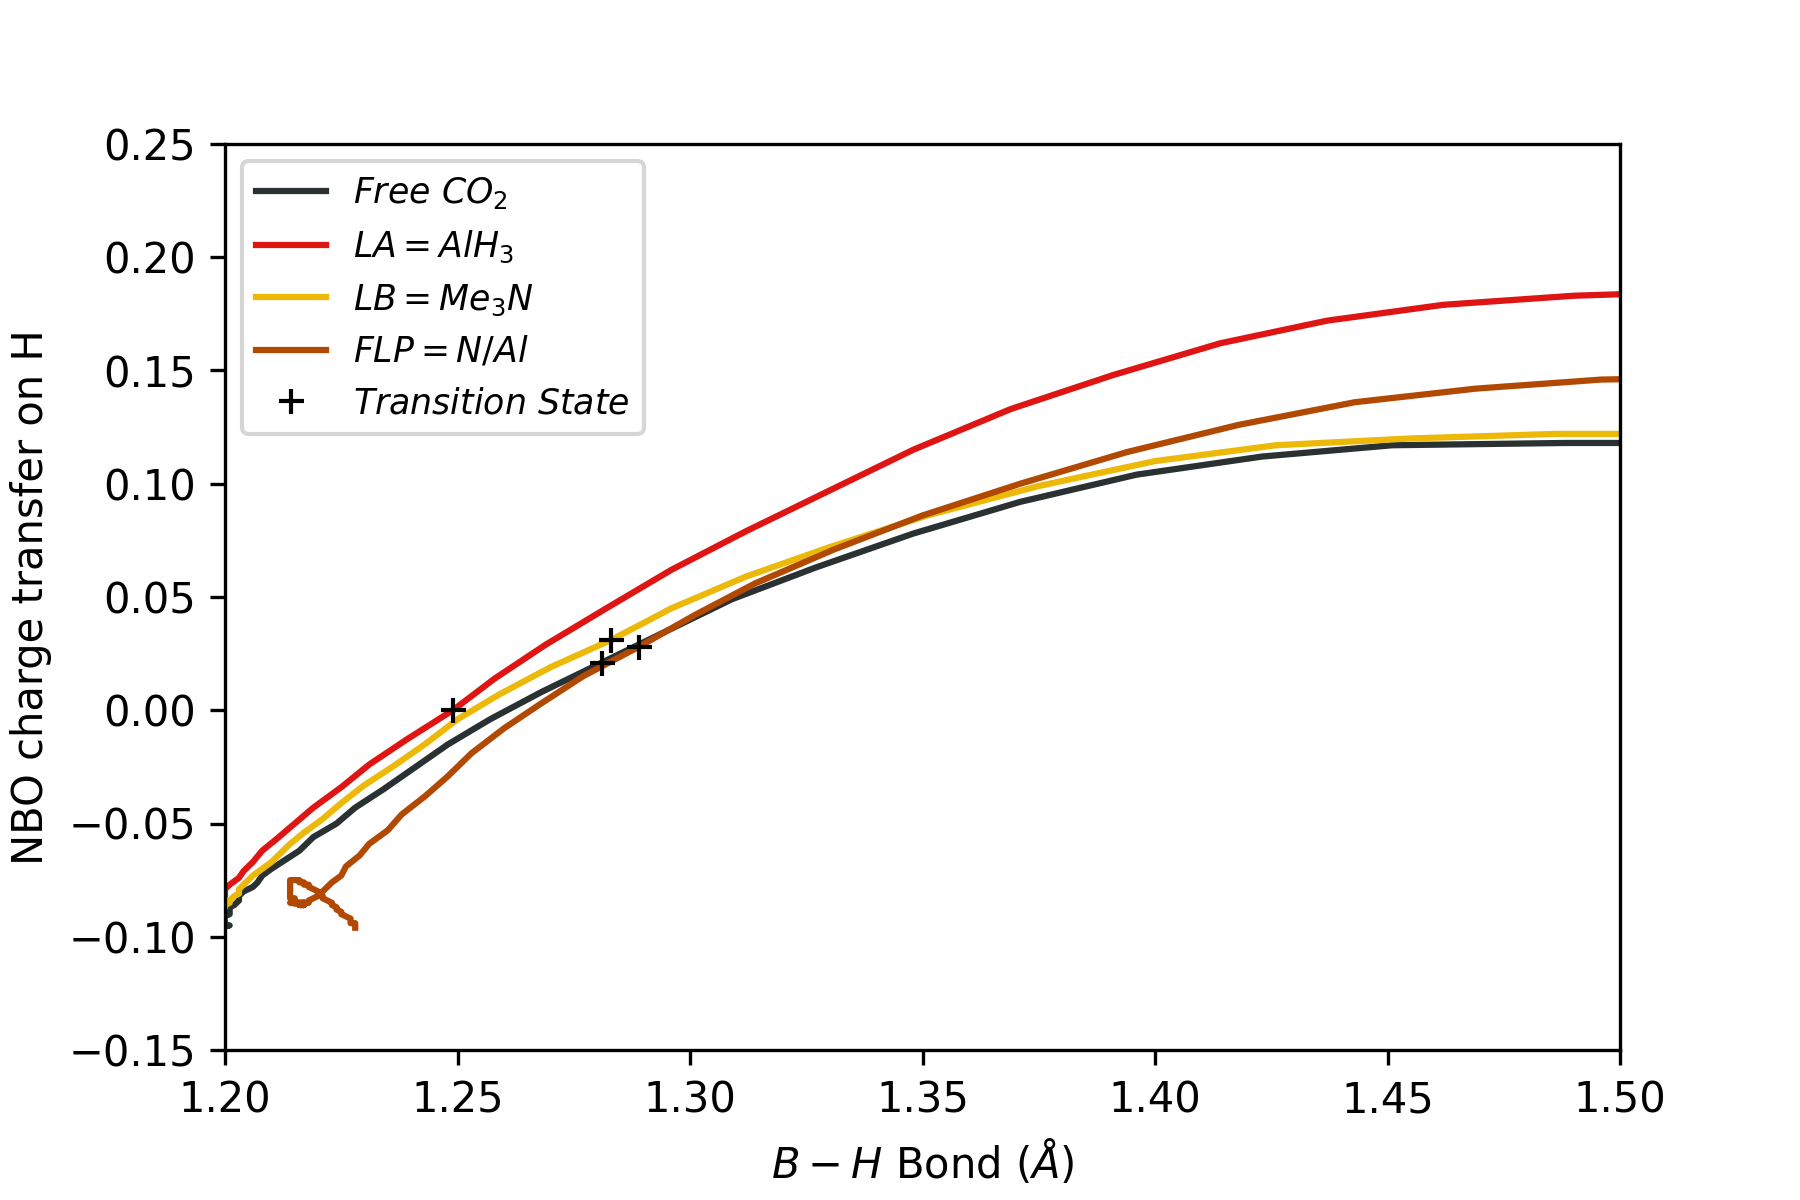 0.25
0.20
0.15
0.10
0.05
0.00
−0.05
−0.10
−0.15
NBO charge transfer on H
Free CO₂
LA = AlH₃
LB = Me₃N
FLP = N/Al
Transition State
1.20 1.25 1.30 1.35 1.40 1.45 1.50
B − H Bond (Å)